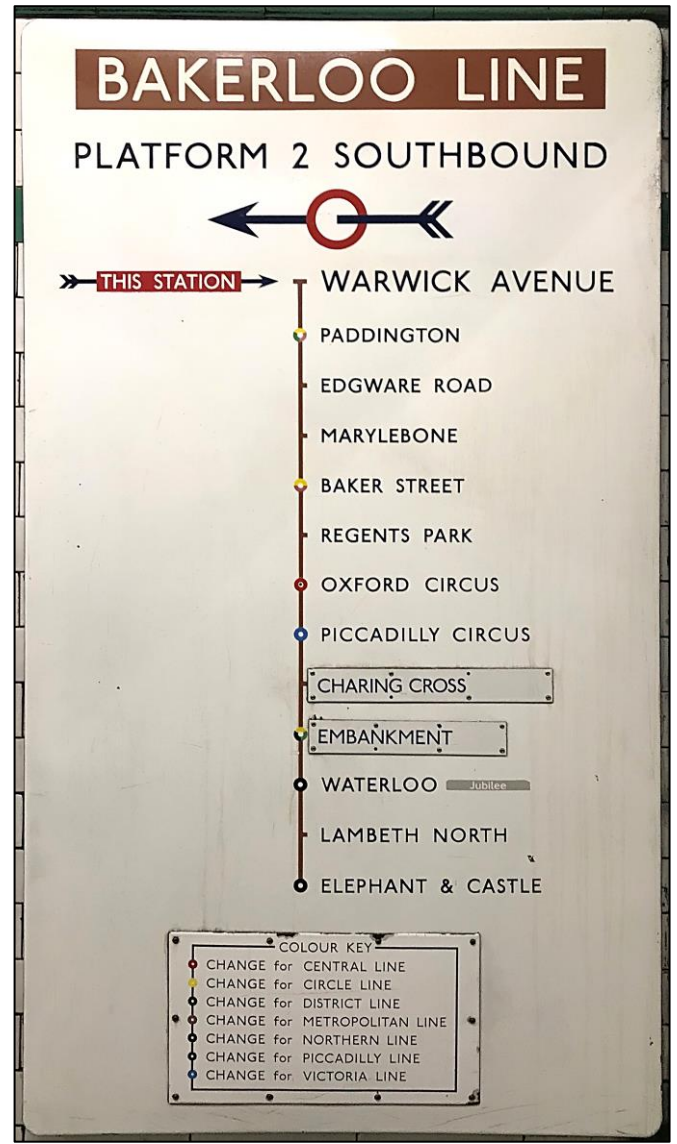 BAKERLOO LINE
PLATFORM 2 SOUTHBOUND
THIS STATION WARWICK AVENUE
PADDINGTON
EDGWARE ROAD
MARYLEBONE
BAKER STREET
REGENTS PARK
OXFORD CIRCUS
PICCADILLY CIRCUS
CHARING CROSS
EMBANKMENT
WATERLOO Jubilee
LAMBETH NORTH
ELEPHANT & CASTLE
COLOUR KEY
CHANGE for CENTRAL LINE
CHANGE for CIRCLE LINE
CHANGE for DISTRICT LINE
CHANGE for METROPOLITAN LINE
CHANGE for NORTHERN LINE
CHANGE for PICCADILLY LINE
CHANGE for VICTORIA LINE